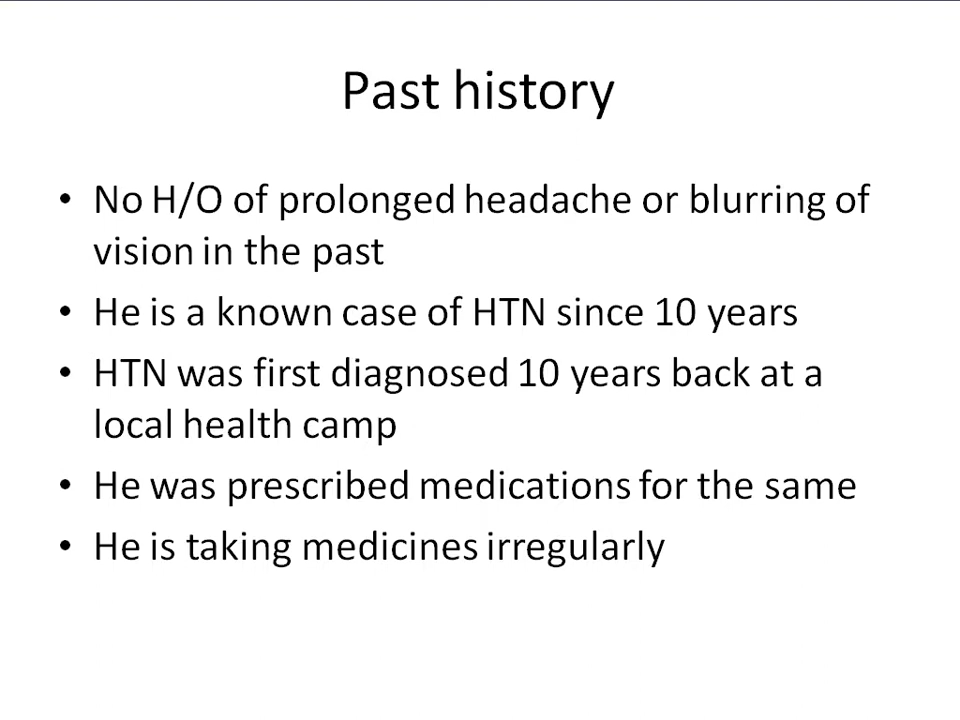 Past history
• No H/O of prolonged headache or blurring of
vision in the past
• He is a known case of HTN since 10 years
• HTN was first diagnosed 10 years back at a
local health camp
• He was prescribed medications for the same
• He is taking medicines irregularly